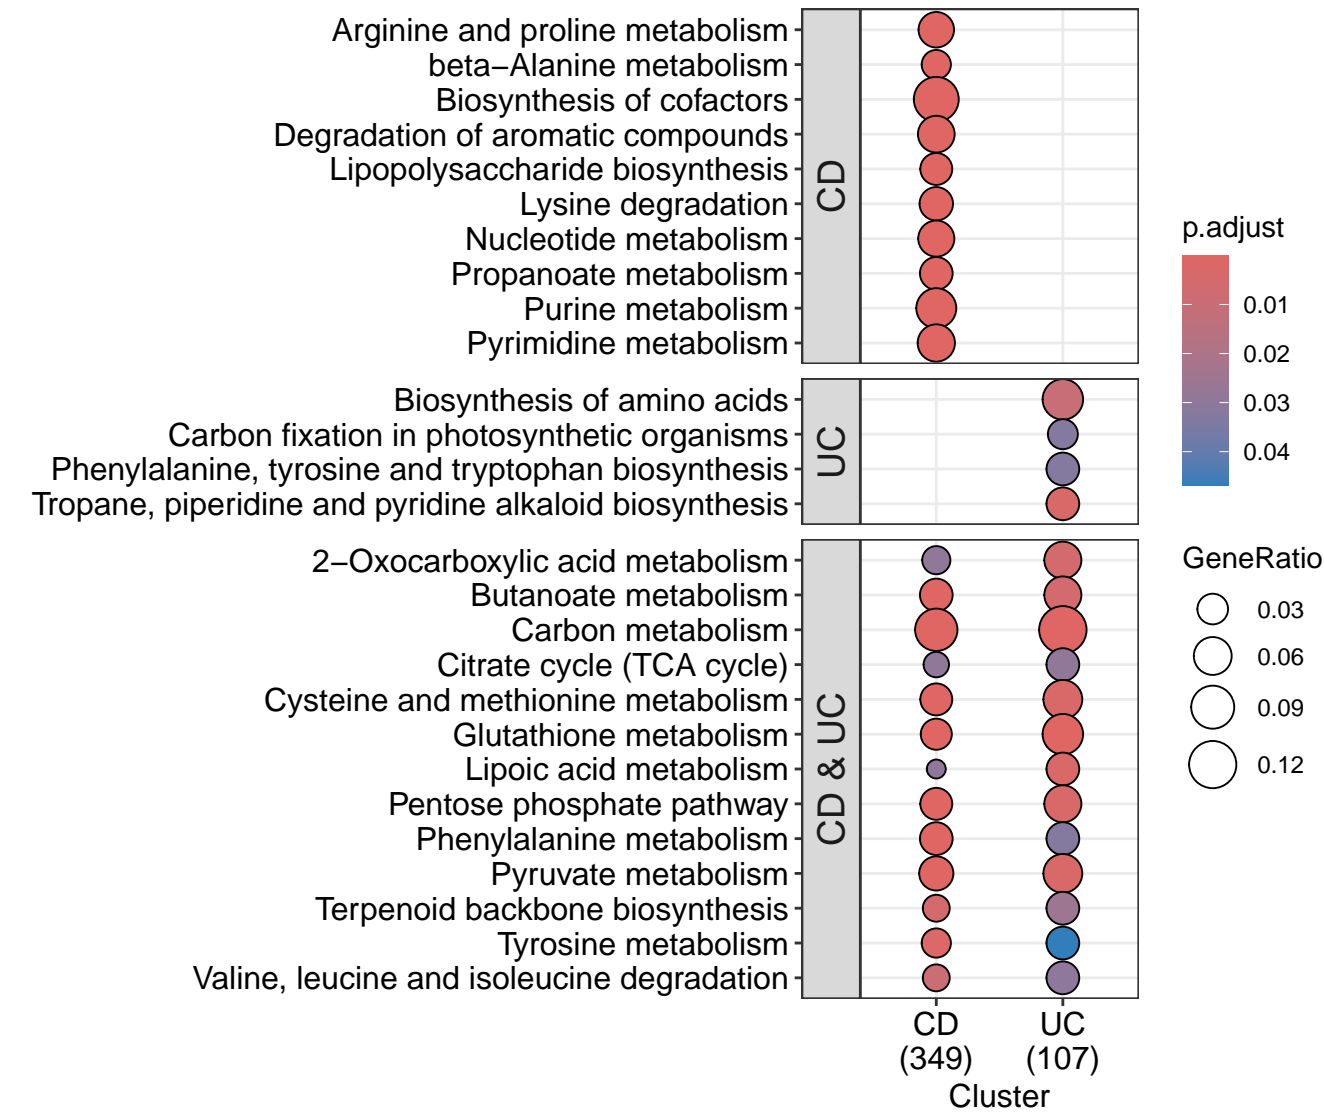 Arginine and proline metabolism
beta−Alanine metabolism
Biosynthesis of cofactors
Degradation of aromatic compounds
Lipopolysaccharide biosynthesis
Lysine degradation
Nucleotide metabolism
Propanoate metabolism
Purine metabolism
Pyrimidine metabolism
CD
Biosynthesis of amino acids
Carbon fixation in photosynthetic organisms
Phenylalanine, tyrosine and tryptophan biosynthesis
Tropane, piperidine and pyridine alkaloid biosynthesis
UC
2−Oxocarboxylic acid metabolism
Butanoate metabolism
Carbon metabolism
Citrate cycle (TCA cycle)
Cysteine and methionine metabolism
Glutathione metabolism
Lipoic acid metabolism
Pentose phosphate pathway
Phenylalanine metabolism
Pyruvate metabolism
Terpenoid backbone biosynthesis
Tyrosine metabolism
Valine, leucine and isoleucine degradation
CD & UC
CD UC
(349) (107)
Cluster
p.adjust
0.01
0.02
0.03
0.04
GeneRatio
0.03
0.06
0.09
0.12